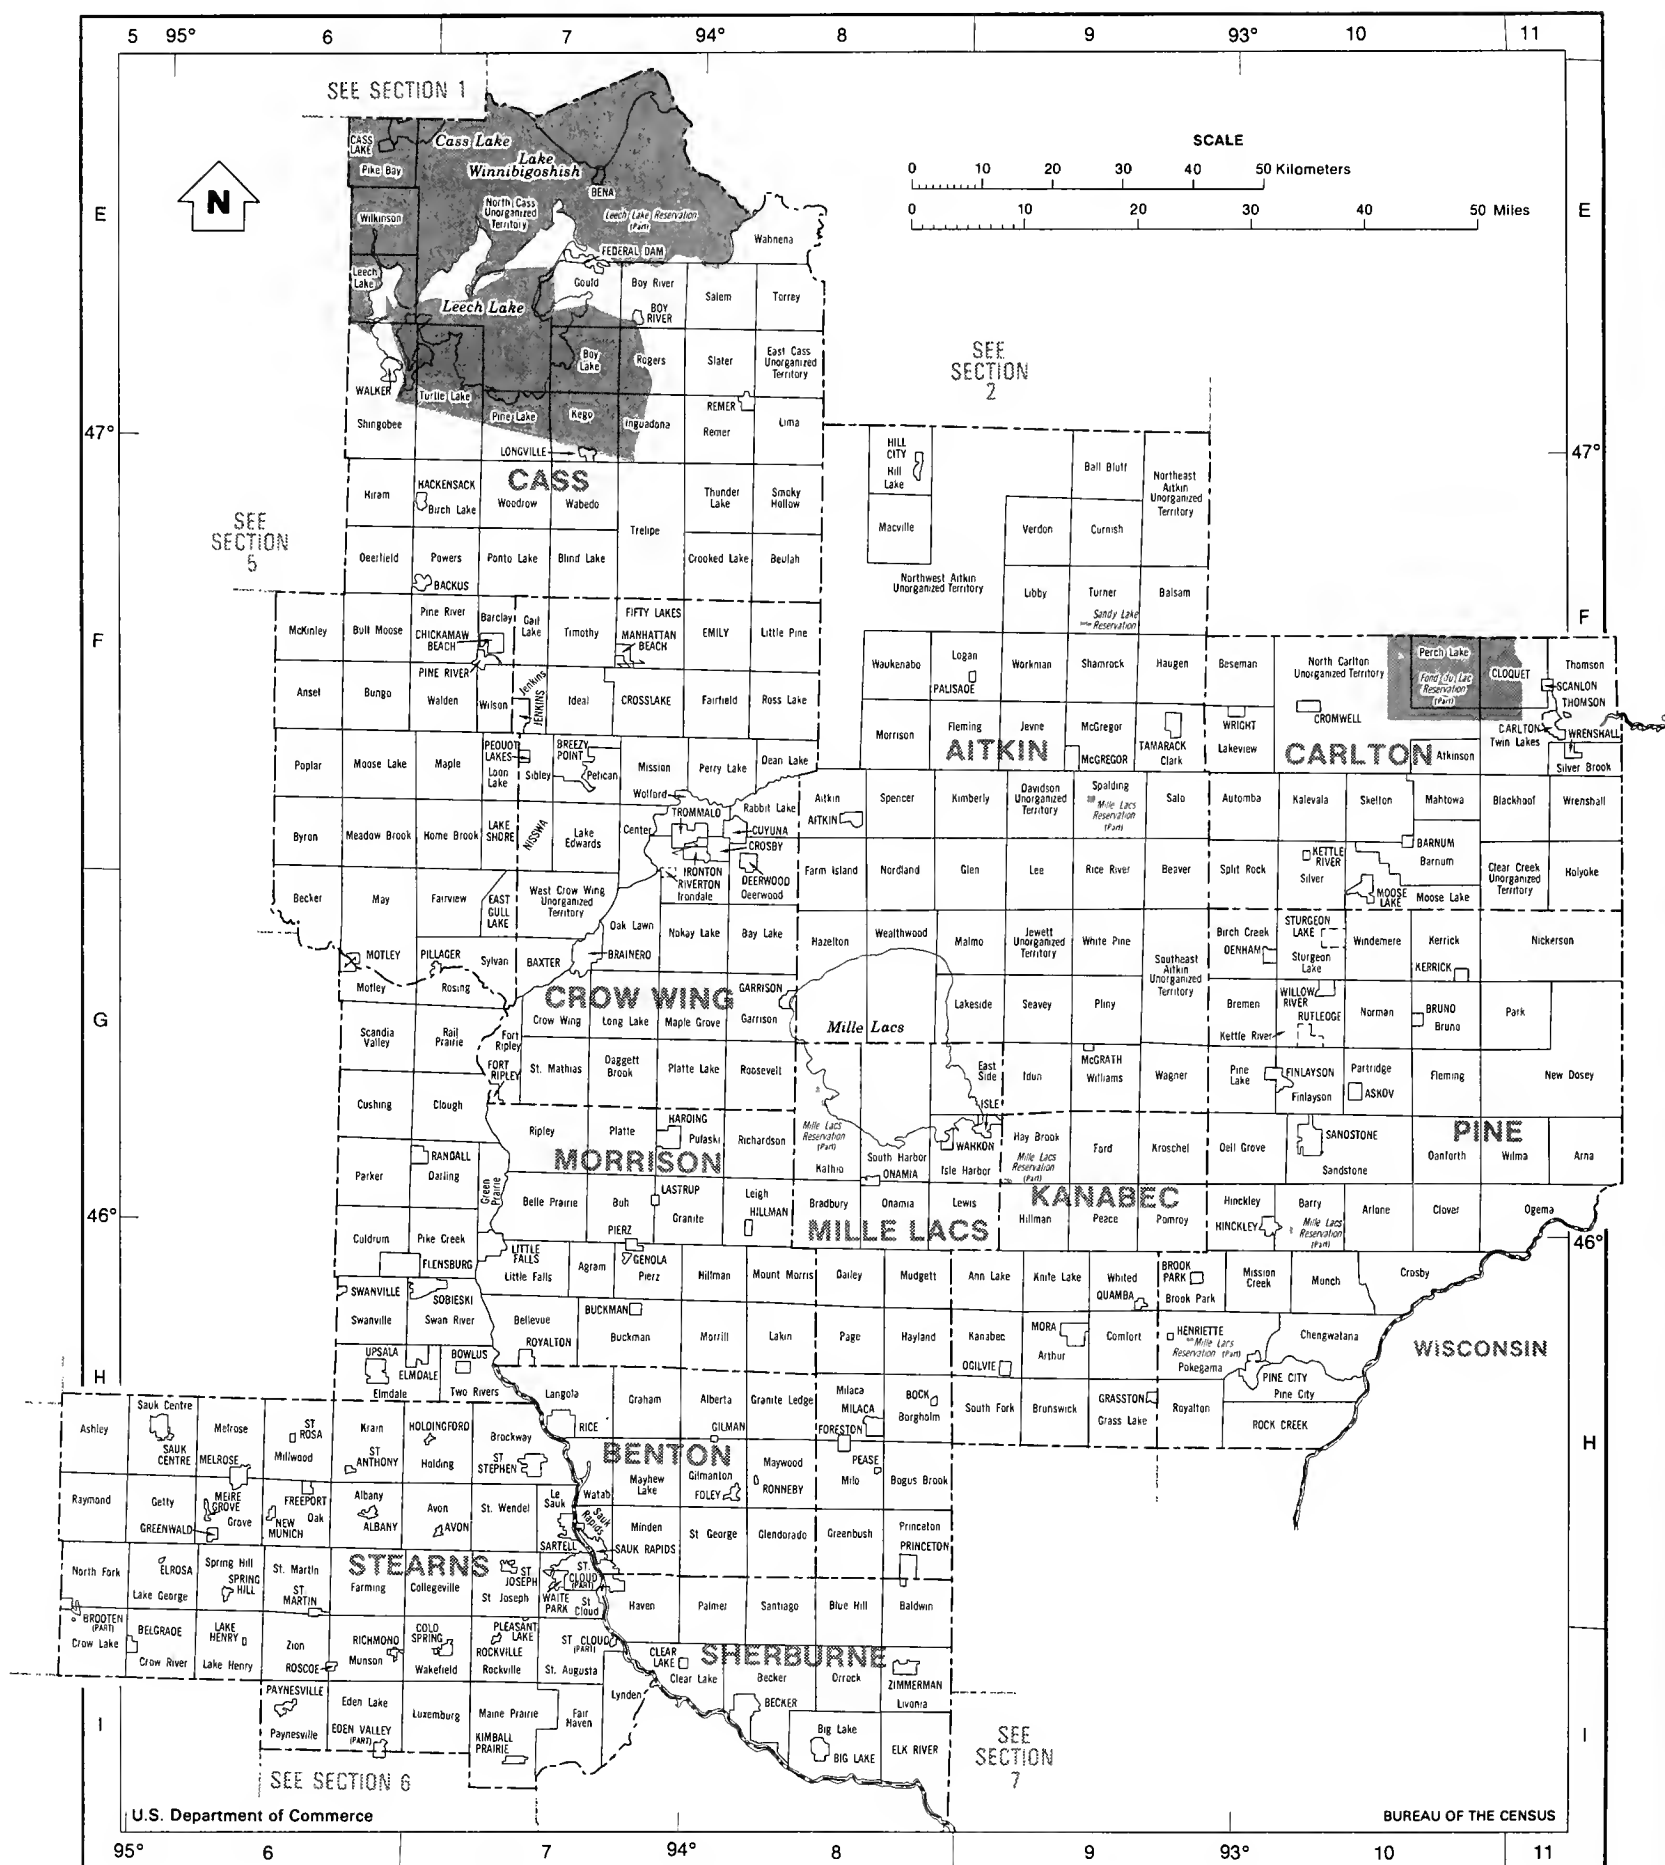 5 95° 6 7 94° 8 9 93° 10 11
SEE SECTION 1
SCALE
0 10 20 30 40 50 Kilometers
0 10 20 30 40 50 Miles
N
E
E
CASS
LAKE
Cass Lake
Lake
Winnibigoshish
Pike Bay
BENA
Wilkinson
North Cass
Unorganized
Territory
Leech Lake Reservation
(Part)
Wahnena
FEDERAL DAM
Leech
Lake
Gould
Boy River
Salem
Torrey
Leech Lake
BOY
RIVER
Boy
Lake
Rogers
Slater
East Cass
Unorganized
Territory
SEE
SECTION
2
WALKER
Turtle Lake
Pine Lake
Kego
Inguadona
REMER
Remer
Lima
Shingobee
LONGVILLE
47°
47°
CASS
HILL
CITY
Hill
Lake
Ball Bluff
Northeast
Aitkin
Unorganized
Territory
Hiram
HACKENSACK
Birch Lake
Woodrow
Wabedo
Thunder
Lake
Smoky
Hollow
SEE
SECTION
5
Trelipe
Macville
Verdon
Cornish
Deerfield
Powers
Ponto Lake
Blind Lake
Crooked Lake
Beulah
BACKUS
Northwest Aitkin
Unorganized Territory
Libby
Turner
Balsam
Sandy Lake
Reservation
F
F
McKinley
Bull Moose
Pine River
CHICKAMAW
BEACH
Barclay
Gail
Lake
Timothy
FIFTY LAKES
MANHATTAN
BEACH
EMILY
Little Pine
PINE RIVER
Waukenabo
Logan
PALISADE
Workman
Shamrock
Haugen
Beseman
North Carlton
Unorganized Territory
Perch Lake
Fond du Lac
Reservation
(Part)
CLOQUET
Thomson
SCANLON
THOMSON
Ansel
Bungo
Walden
Wilson
Jenkins
JENKINS
Ideal
CROSSLAKE
Fairfield
Ross Lake
Morrison
Fleming
Jevne
McGregor
McGREGOR
TAMARACK
Clark
WRIGHT
Lakeview
CROMWELL
CARLTON
WRENSHALL
Twin Lakes
Atkinson
Silver Brook
AITKIN
CARLTON
Poplar
Moose Lake
Maple
PEQUOT
LAKES
Loon
Lake
Sibley
BREEZY
POINT
Pelican
Mission
Perry Lake
Dean Lake
Wolford
Rabbit Lake
TROMMALD
CUYUNA
CROSBY
IRONTON
RIVERTON
Irondale
DEERWOOD
Deerwood
Aitkin
AITKIN
Spencer
Kimberly
Davidson
Unorganized
Territory
Spalding
Mille Lacs
Reservation
(Part)
Salo
Automba
Kalevala
Skelton
Mahtowa
Blackhoof
Wrenshall
Byron
Meadow Brook
Home Brook
LAKE
SHORE
NISSWA
Lake
Edwards
Center
BARNUM
Barnum
Farm Island
Nordland
Glen
Lee
Rice River
Beaver
Split Rock
KETTLE
RIVER
Silver
MOOSE
LAKE
Moose Lake
Clear Creek
Unorganized
Territory
Holyoke
Becker
May
Fairview
EAST
GULL
LAKE
West Crow Wing
Unorganized
Territory
Oak Lawn
Nokay Lake
Bay Lake
MOTLEY
PILLAGER
Sylvan
BAXTER
BRAINERD
Hazelton
Wealthwood
Malmo
Jewett
Unorganized
Territory
White Pine
Southeast
Aitkin
Unorganized
Territory
Birch Creek
DENHAM
STURGEON
LAKE
Sturgeon
Lake
Windemere
Kerrick
KERRICK
Nickerson
Motley
Rosing
CROW WING
GARRISON
Garrison
G
Crow Wing
Long Lake
Maple Grove
Mille Lacs
Lakeside
Seavey
Pliny
Bremen
WILLOW
RIVER
RUTLEDGE
Kettle River
Norman
BRUNO
Bruno
Park
Scandia
Valley
Rail
Prairie
Fort
Ripley
FORT
RIPLEY
St. Mathias
Daggett
Brook
Platte Lake
Roosevelt
East
Side
ISLE
Idun
McGRATH
Williams
Wagner
Pine
Lake
FINLAYSON
Finlayson
Partridge
ASKOV
Fleming
New Dosey
Cushing
Clough
Ripley
Platte
HARDING
Pulaski
Richardson
Mille Lacs
Reservation
(Part)
Kathio
South Harbor
ONAMIA
WAHKON
Isle Harbor
Hay Brook
Mille Lacs
Reservation
(Part)
Ford
Kroschel
Dell Grove
SANDSTONE
Sandstone
PINE
Danforth
Wilma
Arna
MORRISON
Parker
RANDALL
Darling
Green
Prairie
Belle Prairie
Buh
LASTRUP
Granite
Leigh
HILLMAN
Bradbury
Onamia
Lewis
KANABEC
Hillman
Peace
Pomroy
Hinckley
HINCKLEY
Barry
Mille Lacs
Reservation
(Part)
Arlone
Clover
Ogema
46°
46°
MILLE LACS
Culdrum
Pike Creek
FLENSBURG
LITTLE
FALLS
Little Falls
Agram
PIERZ
GENOLA
Pierz
Hillman
Mount Morris
Dailey
Mudgett
Ann Lake
Knife Lake
Whited
QUAMBA
BROOK
PARK
Brook Park
Mission
Creek
Munch
Crosby
SWANVILLE
Swanville
SOBIESKI
Swan River
Bellevue
ROYALTON
BUCKMAN
Buckman
Morrill
Lakin
Page
Hayland
Kanabec
MORA
Arthur
OGILVIE
Comfort
HENRIETTE
Mille Lacs
Reservation (Part)
Pokegama
Chengwatana
WISCONSIN
UPSALA
ELMDALE
Elmdale
BOWLUS
Two Rivers
PINE CITY
Pine City
H
H
Langola
RICE
Graham
Alberta
GILMAN
Granite Ledge
Milaca
MILACA
FORESTON
BOCK
Borgholm
South Fork
Brunswick
GRASSTON
Grass Lake
Royalton
ROCK CREEK
Ashley
Sauk Centre
SAUK
CENTRE
Melrose
MELROSE
ST
ROSA
Millwood
Krain
ST
ANTHONY
HOLDINGFORD
Holding
Brockway
ST
STEPHEN
BENTON
Mayhew
Lake
Gilmanton
FOLEY
Maywood
RONNEBY
PEASE
Milo
Bogus Brook
Raymond
Getty
GREENWALD
MEIRE
GROVE
Grove
FREEPORT
NEW
MUNICH
Oak
Albany
ALBANY
Avon
AVON
St. Wendel
Le
Sauk
Watab
Sauk
Rapids
SARTELL
SAUK RAPIDS
Minden
St George
Glendorado
Greenbush
Princeton
PRINCETON
STEARNS
North Fork
ELROSA
Lake George
Spring Hill
SPRING
HILL
St. Martin
ST
MARTIN
Farming
Collegeville
ST
JOSEPH
St Joseph
WAITE
PARK
ST.
CLOUD
(PART)
St
Cloud
Haven
Palmer
Santiago
Blue Hill
Baldwin
BROOTEN
(PART)
Crow Lake
BELGRADE
Crow River
LAKE
HENRY
Lake Henry
Zion
ROSCOE
RICHMOND
Munson
COLD
SPRING
Wakefield
PLEASANT
LAKE
ROCKVILLE
Rockville
ST CLOUD
(PART)
St. Augusta
CLEAR
LAKE
Clear Lake
SHERBURNE
Becker
BECKER
Orrock
ZIMMERMAN
Livonia
PAYNESVILLE
Paynesville
Eden Lake
EDEN VALLEY
(PART)
Luxemburg
Maine Prairie
KIMBALL
PRAIRIE
Fair
Haven
Lynden
I
I
Big Lake
BIG LAKE
ELK RIVER
SEE
SECTION
7
SEE SECTION 6
U.S. Department of Commerce
BUREAU OF THE CENSUS
95° 6 7 94° 8 9 93° 10 11